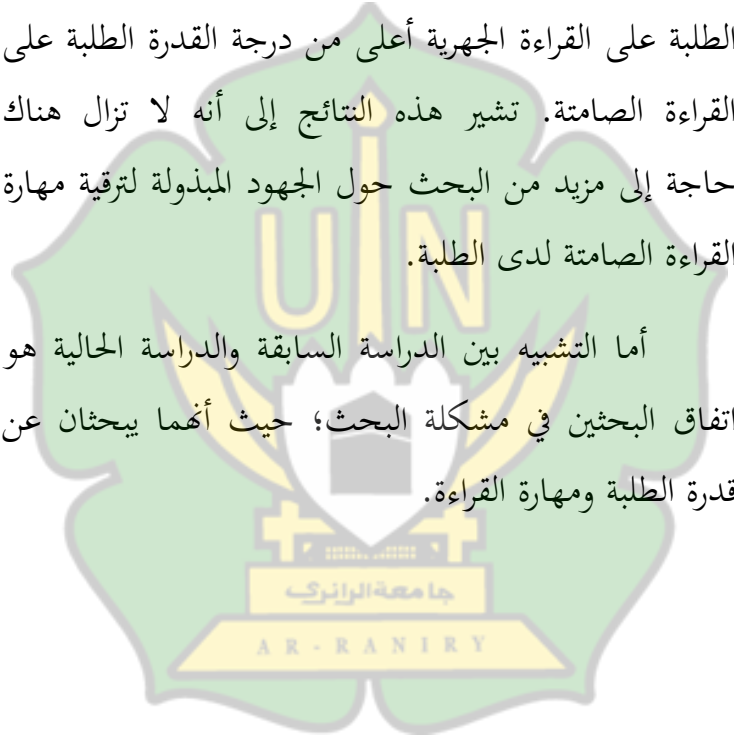 الطلبة على القراءة الجهرية أعلى من درجة القدرة الطلبة على
القراءة الصامتة. تشير هذه النتائج إلى أنه لا تزال هناك
حاجة إلى مزيد من البحث حول الجهود المبذولة لترقية مهارة
القراءة الصامتة لدى الطلبة.
أما التشبيه بين الدراسة السابقة والدراسة الحالية هو
اتفاق البحثين في مشكلة البحث؛ حيث أنهما يبحثان عن
قدرة الطلبة ومهارة القراءة.
UIN
جامعة الرانري
AR-RANIRY